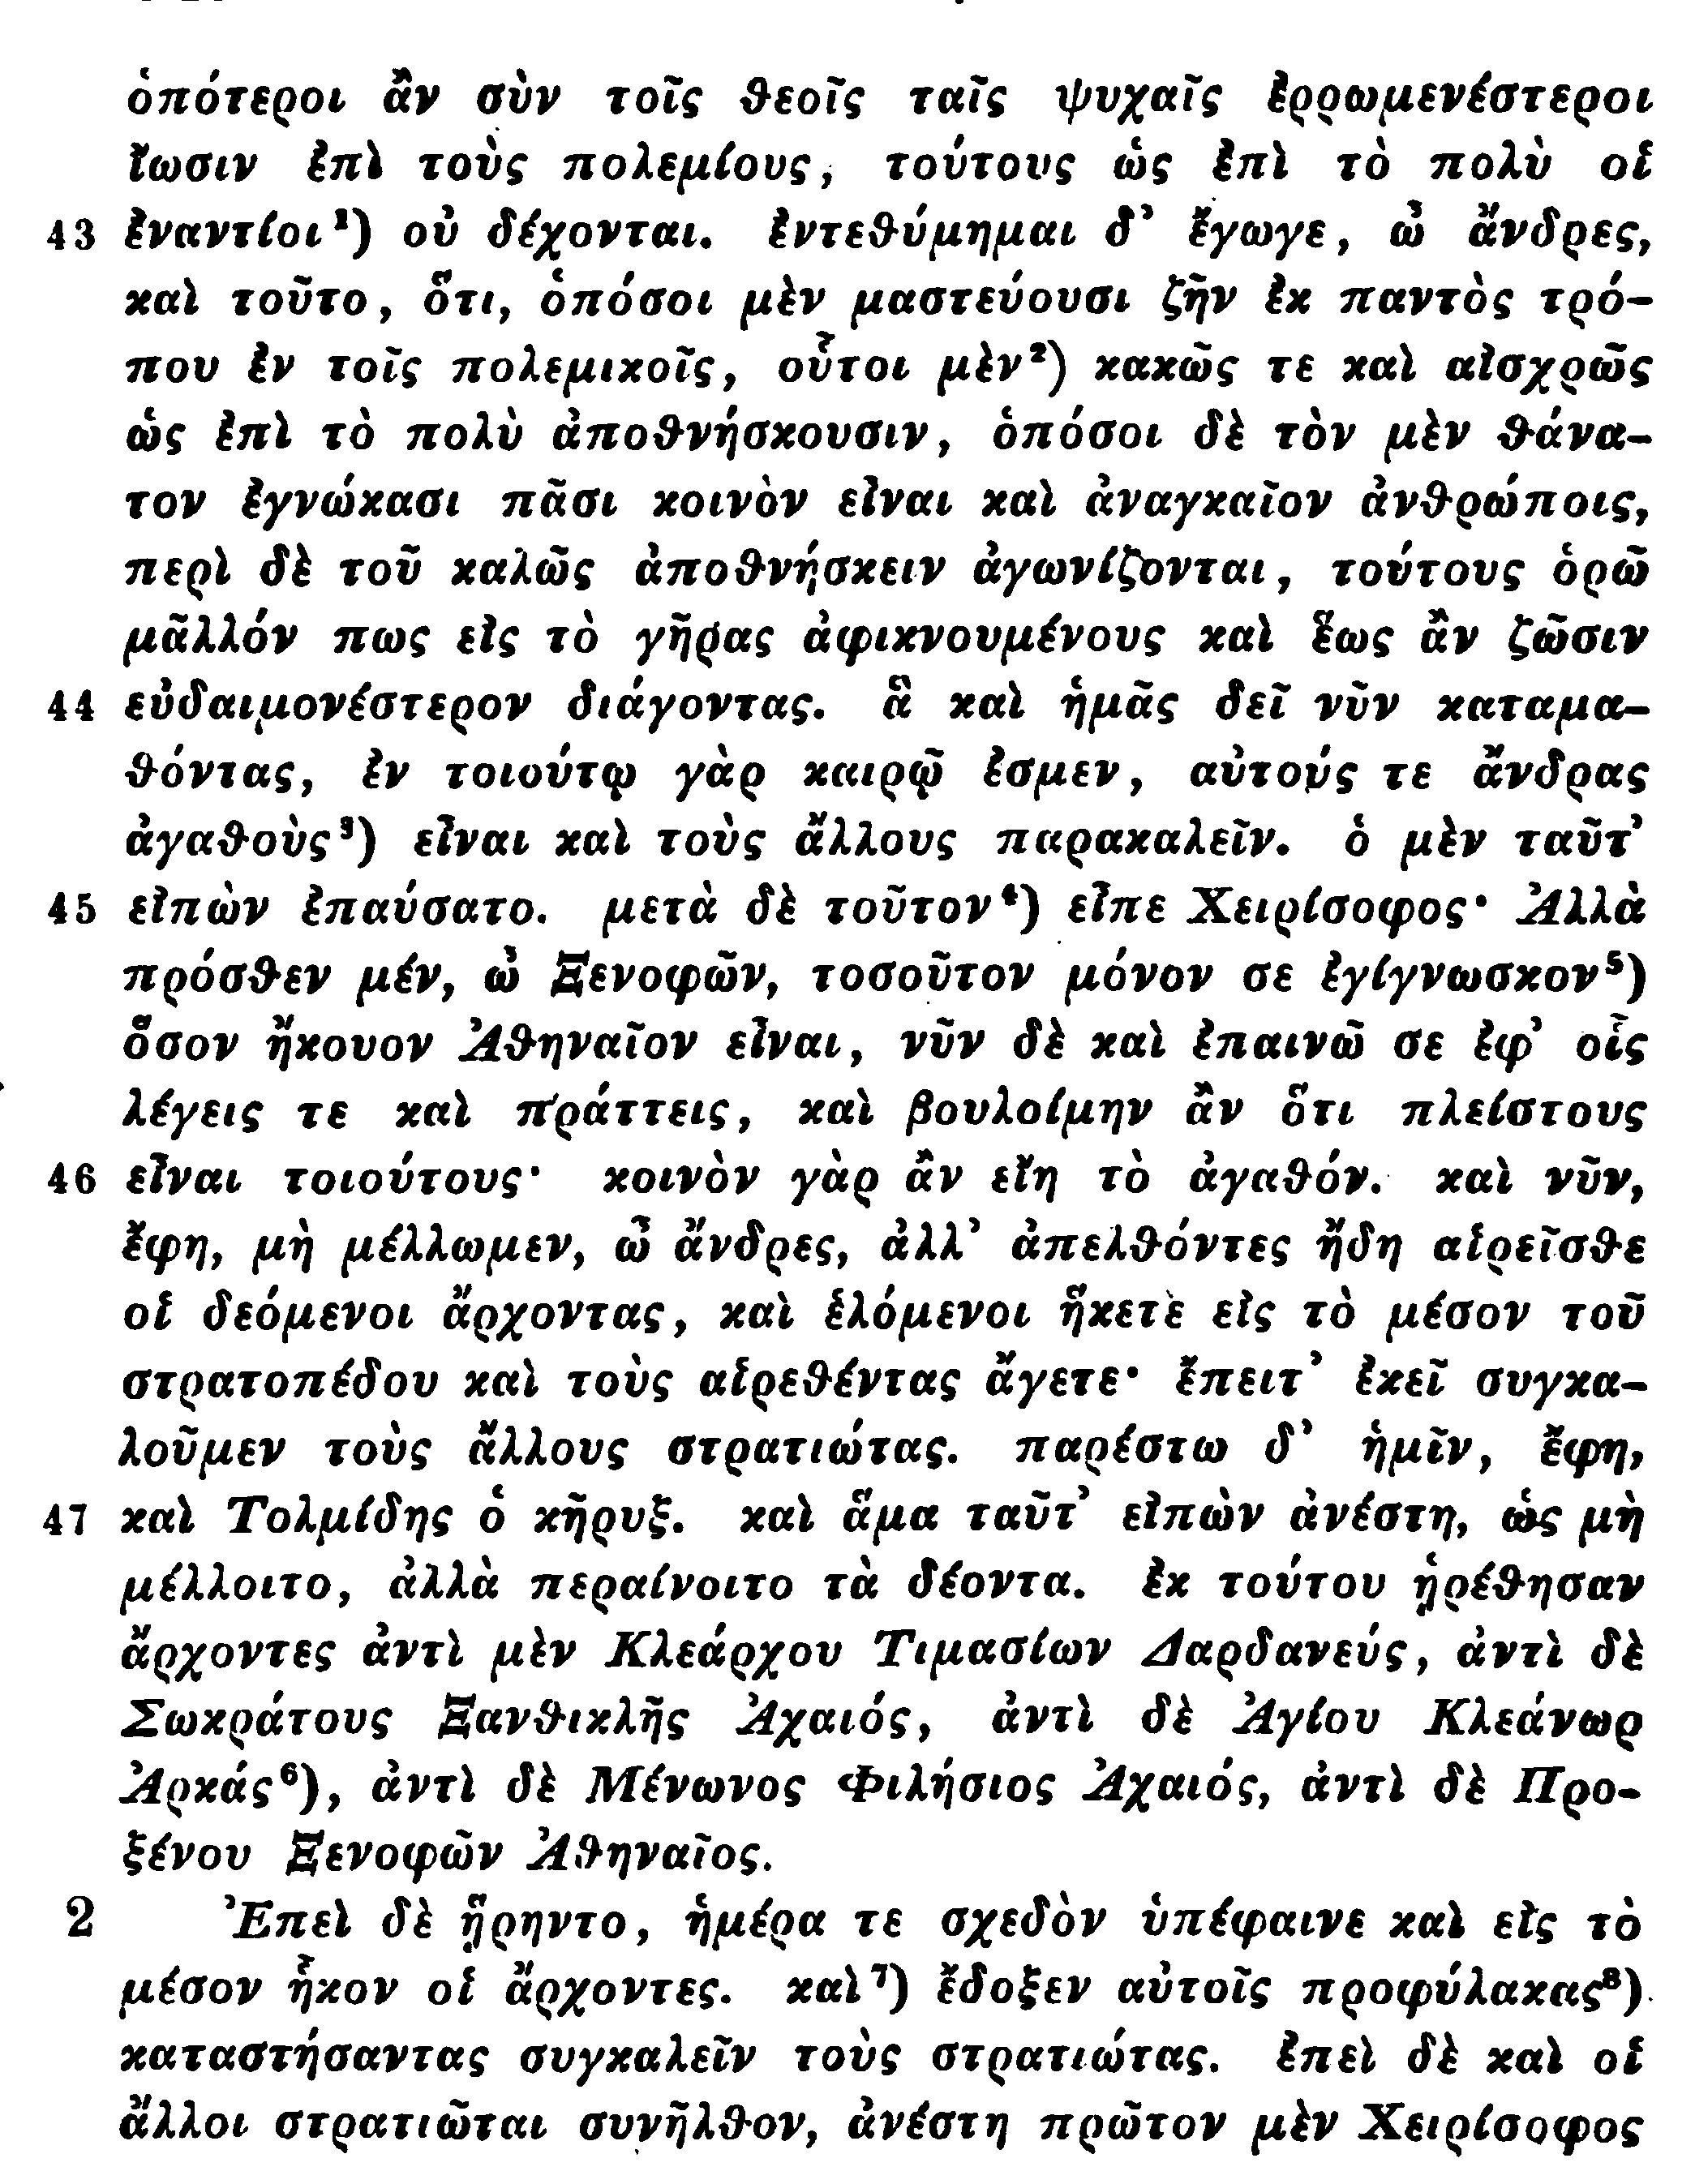 ὁπότεροι ἂν σὺν τοῖς θεοῖς ταῖς ψυχαῖς ἐρρωμενέστεροι
ἴωσιν ἐπὶ τοὺς πολεμίους, τούτους ὡς ἐπὶ τὸ πολὺ οἱ
43 ἐναντίοι¹) οὐ δέχονται. ἐντεθύμημαι δ’ ἔγωγε, ὦ ἄνδρες,
καὶ τοῦτο, ὅτι, ὁπόσοι μὲν μαστεύουσι ζῆν ἐκ παντὸς τρό-
που ἐν τοῖς πολεμικοῖς, οὗτοι μὲν²) κακῶς τε καὶ αἰσχρῶς
ὡς ἐπὶ τὸ πολὺ ἀποθνήσκουσιν, ὁπόσοι δὲ τὸν μὲν θάνα-
τον ἐγνώκασι πᾶσι κοινὸν εἶναι καὶ ἀναγκαῖον ἀνθρώποις,
περὶ δὲ τοῦ καλῶς ἀποθνήσκειν ἀγωνίζονται, τούτους ὁρῶ
μᾶλλόν πως εἰς τὸ γῆρας ἀφικνουμένους καὶ ἕως ἂν ζῶσιν
44 εὐδαιμονέστερον διάγοντας. ἃ καὶ ἡμᾶς δεῖ νῦν καταμα-
θόντας, ἐν τοιούτῳ γὰρ καιρῷ ἐσμεν, αὐτούς τε ἄνδρας
ἀγαθοὺς³) εἶναι καὶ τοὺς ἄλλους παρακαλεῖν. ὁ μὲν ταῦτ’
45 εἰπὼν ἐπαύσατο. μετὰ δὲ τοῦτον⁴) εἶπε Χειρίσοφος· Ἀλλὰ
πρόσθεν μέν, ὦ Ξενοφῶν, τοσοῦτον μόνον σε ἐγίγνωσκον⁵)
ὅσον ἤκουον Ἀθηναῖον εἶναι, νῦν δὲ καὶ ἐπαινῶ σε ἐφ’ οἷς
λέγεις τε καὶ πράττεις, καὶ βουλοίμην ἂν ὅτι πλείστους
46 εἶναι τοιούτους· κοινὸν γὰρ ἂν εἴη τὸ ἀγαθόν. καὶ νῦν,
ἔφη, μὴ μέλλωμεν, ὦ ἄνδρες, ἀλλ’ ἀπελθόντες ἤδη αἱρεῖσθε
οἱ δεόμενοι ἄρχοντας, καὶ ἑλόμενοι ἥκετε εἰς τὸ μέσον τοῦ
στρατοπέδου καὶ τοὺς αἱρεθέντας ἄγετε· ἔπειτ’ ἐκεῖ συγκα-
λοῦμεν τοὺς ἄλλους στρατιώτας. παρέστω δ’ ἡμῖν, ἔφη,
47 καὶ Τολμίδης ὁ κῆρυξ. καὶ ἅμα ταῦτ’ εἰπὼν ἀνέστη, ὡς μὴ
μέλλοιτο, ἀλλὰ περαίνοιτο τὰ δέοντα. ἐκ τούτου ᾑρέθησαν
ἄρχοντες ἀντὶ μὲν Κλεάρχου Τιμασίων Δαρδανεύς, ἀντὶ δὲ
Σωκράτους Ξανθικλῆς Ἀχαιός, ἀντὶ δὲ Ἀγίου Κλεάνωρ
Ἀρκάς⁶), ἀντὶ δὲ Μένωνος Φιλήσιος Ἀχαιός, ἀντὶ δὲ Προ-
ξένου Ξενοφῶν Ἀθηναῖος.
2 Ἐπεὶ δὲ ᾕρηντο, ἡμέρα τε σχεδὸν ὑπέφαινε καὶ εἰς τὸ
μέσον ἧκον οἱ ἄρχοντες. καὶ⁷) ἔδοξεν αὐτοῖς προφύλακας⁸)
καταστήσαντας συγκαλεῖν τοὺς στρατιώτας. ἐπεὶ δὲ καὶ οἱ
ἄλλοι στρατιῶται συνῆλθον, ἀνέστη πρῶτον μὲν Χειρίσοφος